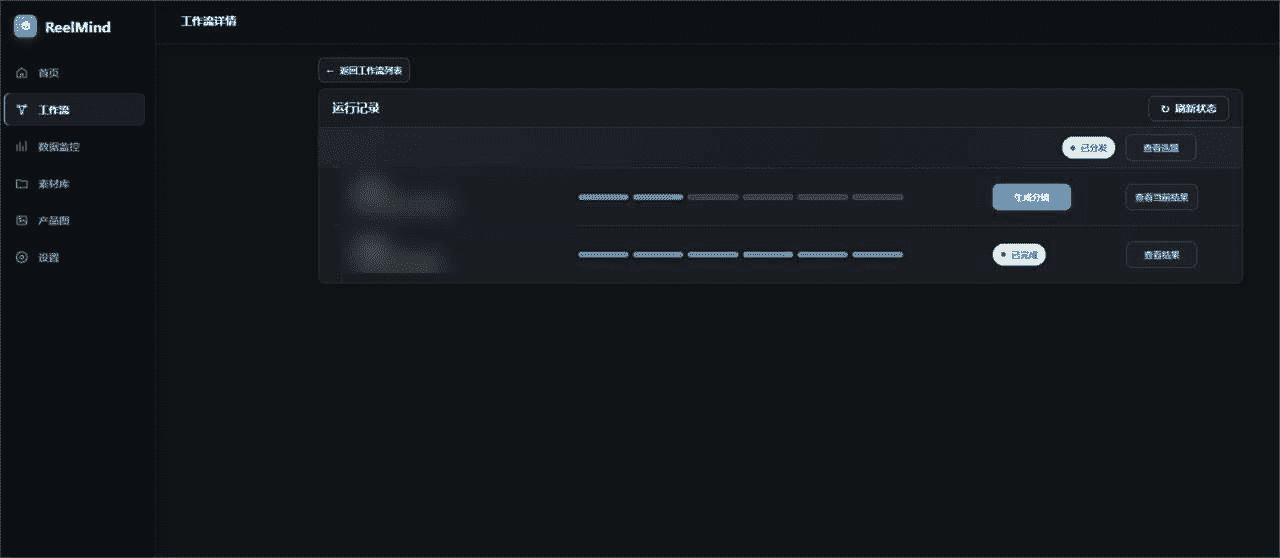 ReelMind
工作流详情
首页
工作流
数据监控
素材库
产品图
设置
← 返回工作流列表
运行记录
↻ 刷新状态
已分发
查看选题
生成分镜
查看当前结果
已完成
查看结果